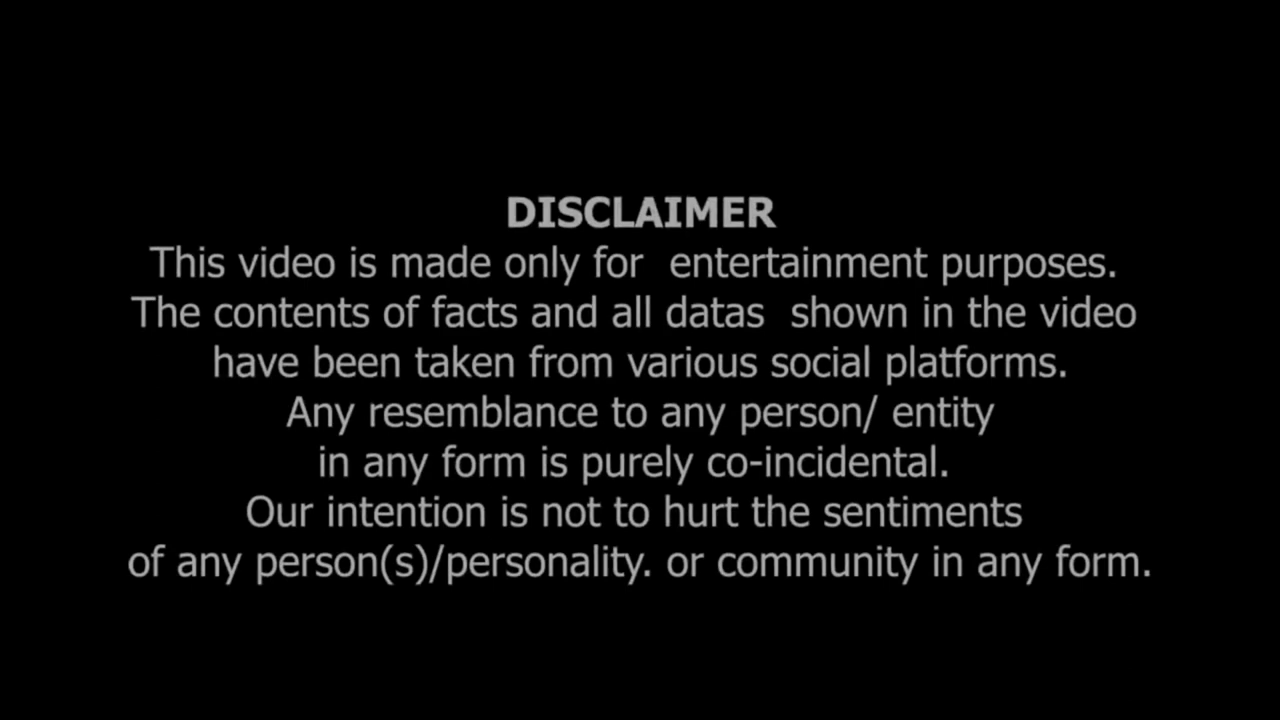 DISCLAIMER
This video is made only for  entertainment purposes.
The contents of facts and all datas  shown in the video
have been taken from various social platforms.
Any resemblance to any person/ entity
in any form is purely co-incidental.
Our intention is not to hurt the sentiments
of any person(s)/personality. or community in any form.